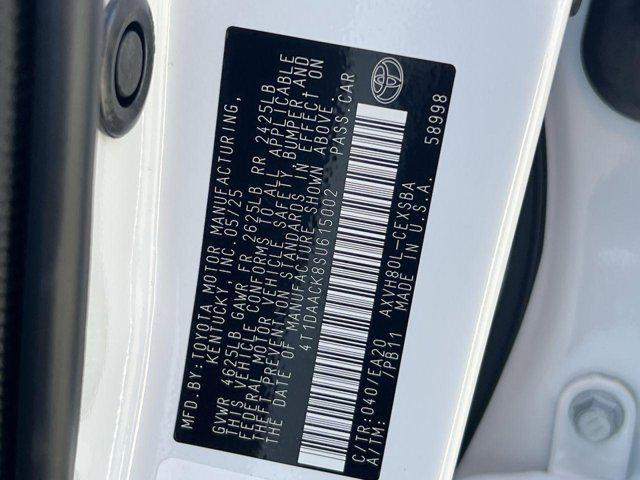 MFD.BY:TOYOTA MOTOR MANUFACTURING,
KENTUCKY, INC. 05/25
GVWR 4625LB GAWR FR 2625LB RR 2425LB
THIS VEHICLE CONFORMS TO ALL APPLICABLE
FEDERAL MOTOR VEHICLE SAFETY BUMPER AND
THEFT PREVENTION STANDARDS IN EFFECT ON
THE DATE OF MANUFACTURE SHOWN ABOVE.
4T1DAACK8SU615002 PASS.CAR
C/TR:040/EA20 AXVH80L-CEXSBA
A/TM: 7PB11 MADE IN U.S.A.
58998